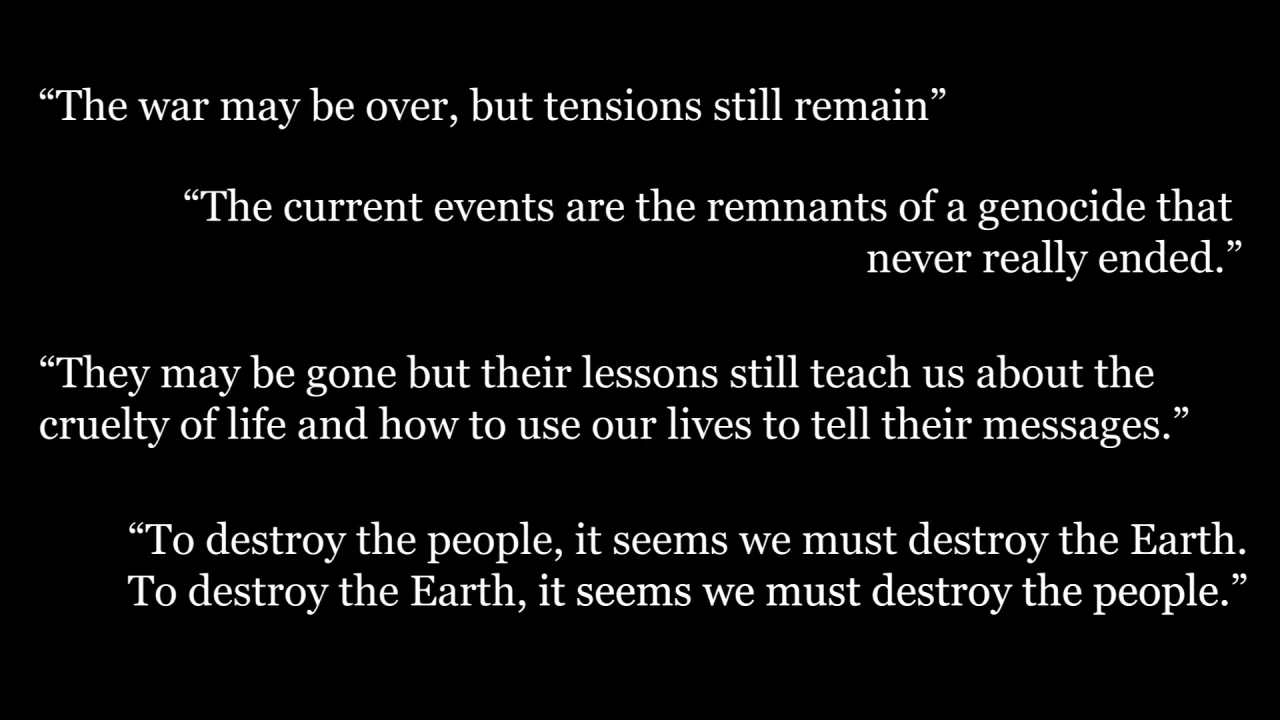 “The war may be over, but tensions still remain”
“The current events are the remnants of a genocide that
never really ended.”
“They may be gone but their lessons still teach us about the
cruelty of life and how to use our lives to tell their messages.”
“To destroy the people, it seems we must destroy the Earth.
To destroy the Earth, it seems we must destroy the people.”